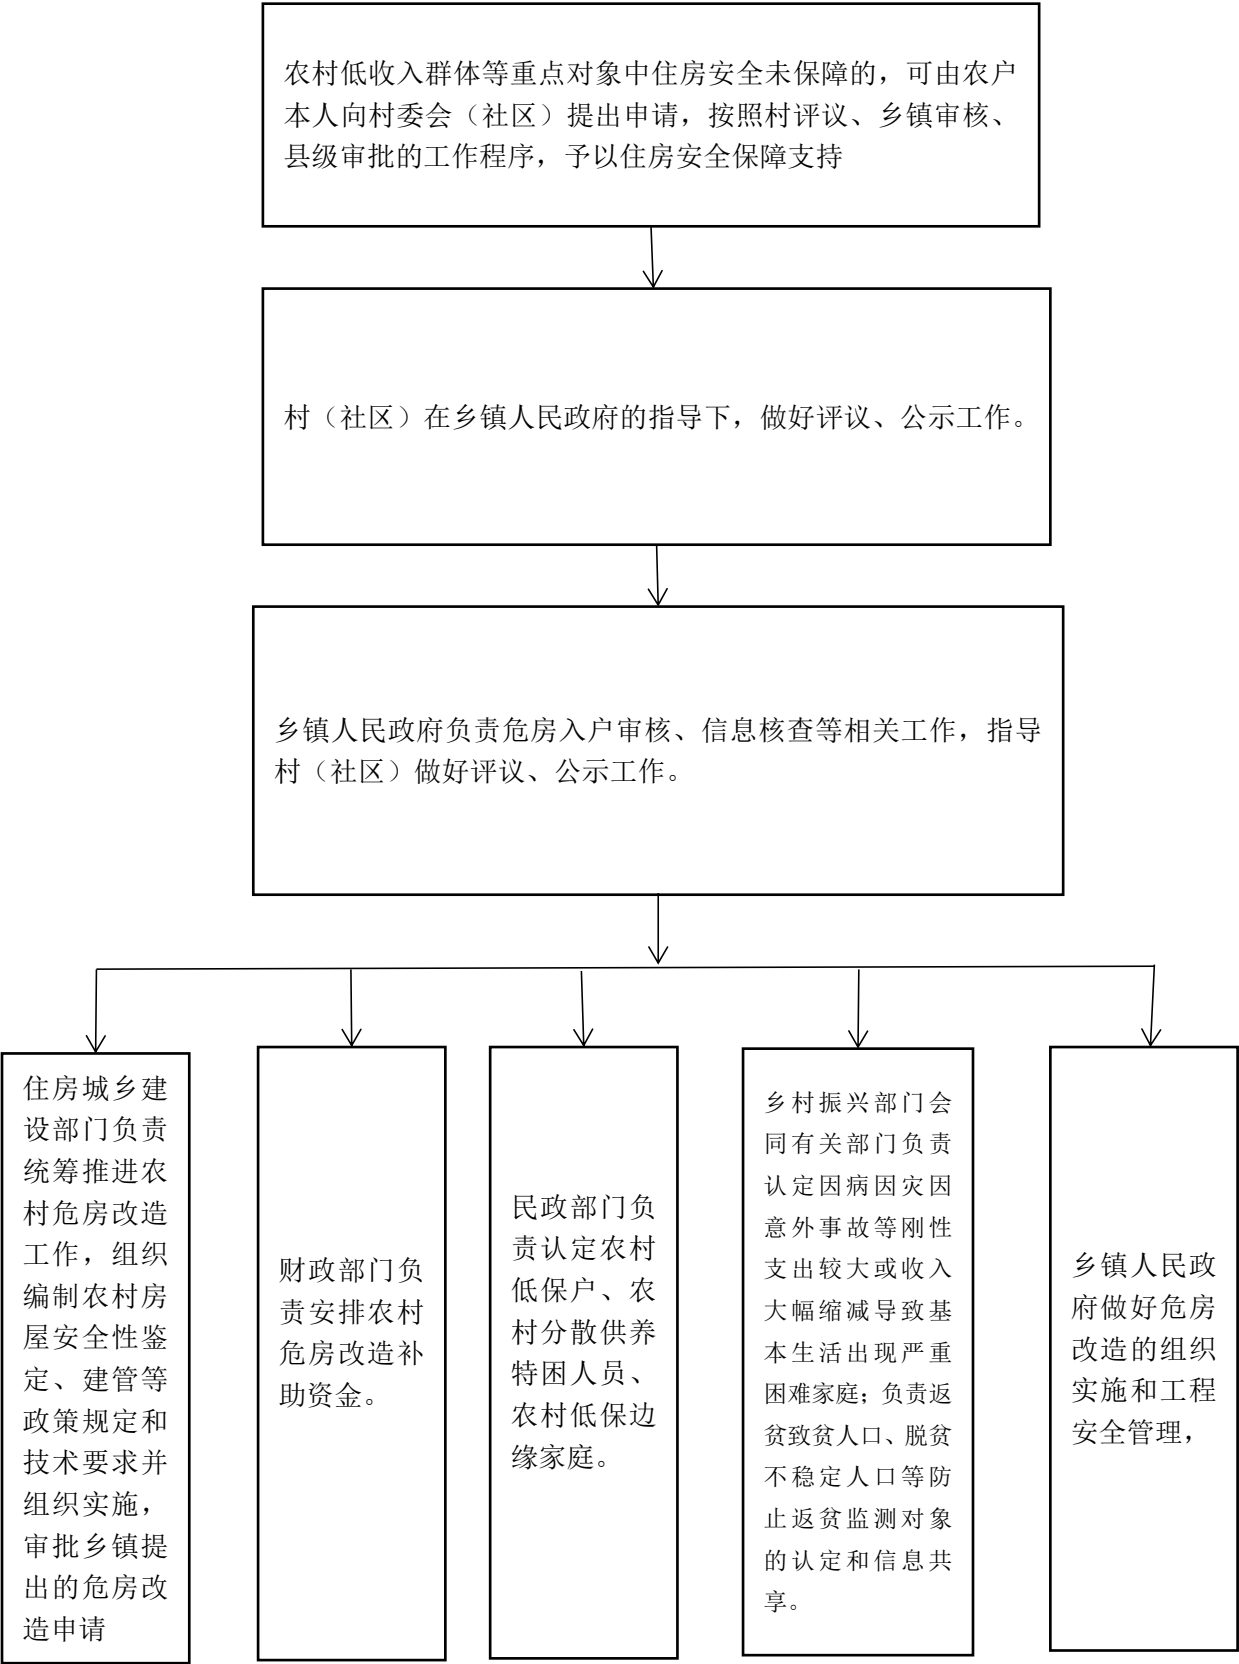 农村低收入群体等重点对象中住房安全未保障的，可由农户
本人向村委会（社区）提出申请，按照村评议、乡镇审核、
县级审批的工作程序，予以住房安全保障支持
村（社区）在乡镇人民政府的指导下，做好评议、公示工作。
乡镇人民政府负责危房入户审核、信息核查等相关工作，指导
村（社区）做好评议、公示工作。
住房城乡建
设部门负责
统筹推进农
村危房改造
工作，组织
编制农村房
屋安全性鉴
定、建管等
政策规定和
技术要求并
组织实施，
审批乡镇提
出的危房改
造申请
财政部门负
责安排农村
危房改造补
助资金。
民政部门负
责认定农村
低保户、农
村分散供养
特困人员、
农村低保边
缘家庭。
乡村振兴部门会
同有关部门负责
认定因病因灾因
意外事故等刚性
支出较大或收入
大幅缩减导致基
本生活出现严重
困难家庭；负责返
贫致贫人口、脱贫
不稳定人口等防
止返贫监测对象
的认定和信息共
享。
乡镇人民政
府做好危房
改造的组织
实施和工程
安全管理，